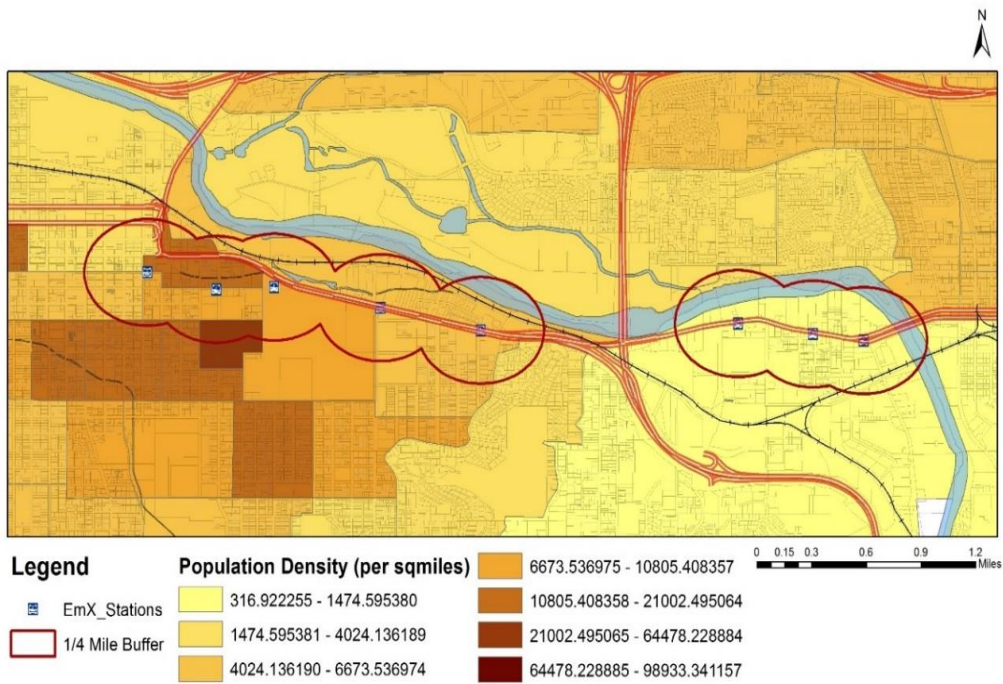 N
Legend
EmX_Stations
1/4 Mile Buffer
Population Density (per sqmiles)
316.922255 - 1474.595380
1474.595381 - 4024.136189
4024.136190 - 6673.536974
6673.536975 - 10805.408357
10805.408358 - 21002.495064
21002.495065 - 64478.228884
64478.228885 - 98933.341157
0 0.15 0.3 0.6 0.9 1.2
Miles